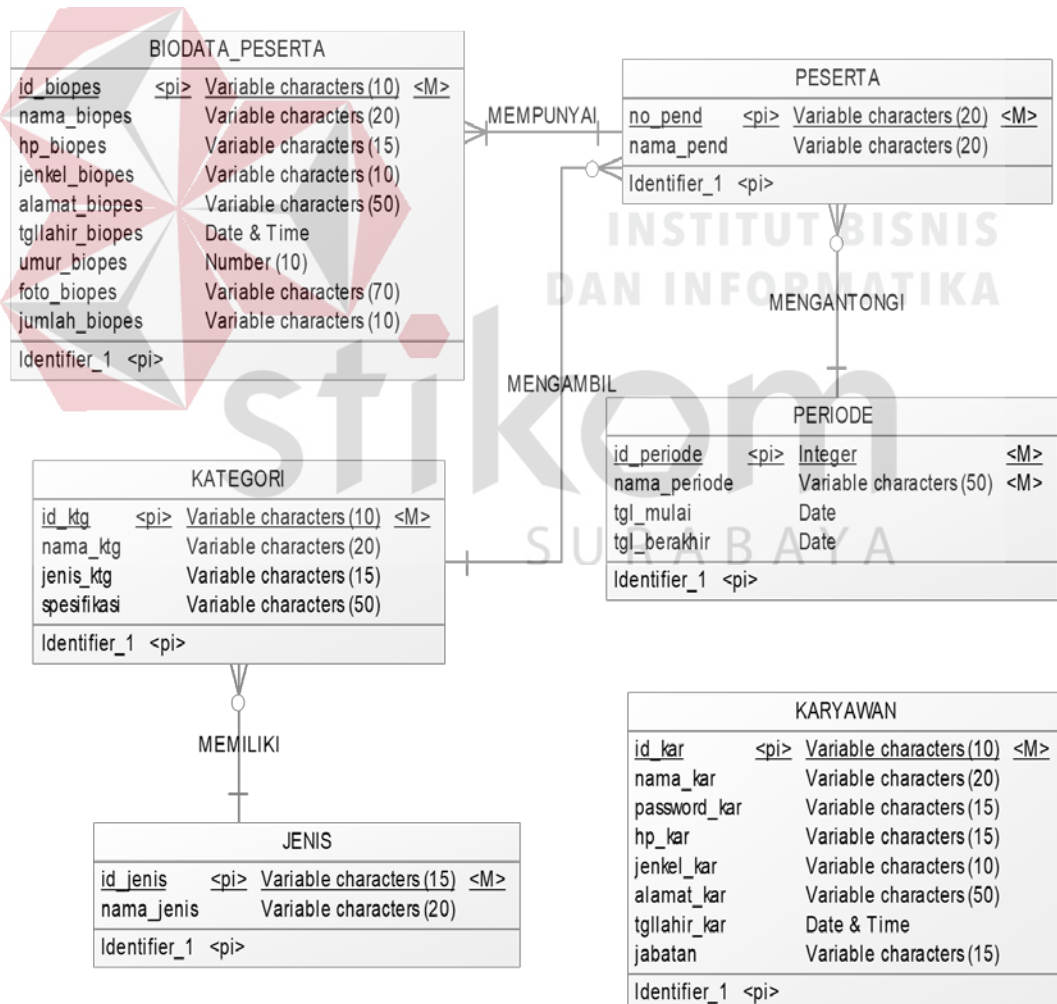 BIODATA_PESERTA
id_biopes <pi> Variable characters (10) <M>
nama_biopes Variable characters (20)
hp_biopes Variable characters (15)
jenkel_biopes Variable characters (10)
alamat_biopes Variable characters (50)
tgllahir_biopes Date & Time
umur_biopes Number (10)
foto_biopes Variable characters (70)
jumlah_biopes Variable characters (10)
Identifier_1 <pi>
MEMPUNYAI
PESERTA
no_pend <pi> Variable characters (20) <M>
nama_pend Variable characters (20)
Identifier_1 <pi>
INSTITUT BISNIS
DAN INFORMATIKA
MENGANTONGI
stikom
SURABAYA
MENGAMBIL
PERIODE
id_periode <pi> Integer <M>
nama_periode Variable characters (50) <M>
tgl_mulai Date
tgl_berakhir Date
Identifier_1 <pi>
KATEGORI
id_ktg <pi> Variable characters (10) <M>
nama_ktg Variable characters (20)
jenis_ktg Variable characters (15)
spesifikasi Variable characters (50)
Identifier_1 <pi>
MEMILIKI
JENIS
id_jenis <pi> Variable characters (15) <M>
nama_jenis Variable characters (20)
Identifier_1 <pi>
KARYAWAN
id_kar <pi> Variable characters (10) <M>
nama_kar Variable characters (20)
password_kar Variable characters (15)
hp_kar Variable characters (15)
jenkel_kar Variable characters (10)
alamat_kar Variable characters (50)
tgllahir_kar Date & Time
jabatan Variable characters (15)
Identifier_1 <pi>